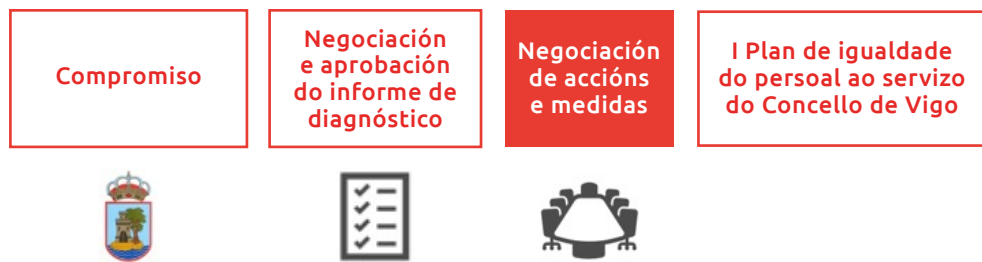 Compromiso
Negociación
e aprobación
do informe de
diagnóstico
Negociación
de accións
e medidas
I Plan de igualdade
do persoal ao servizo
do Concello de Vigo